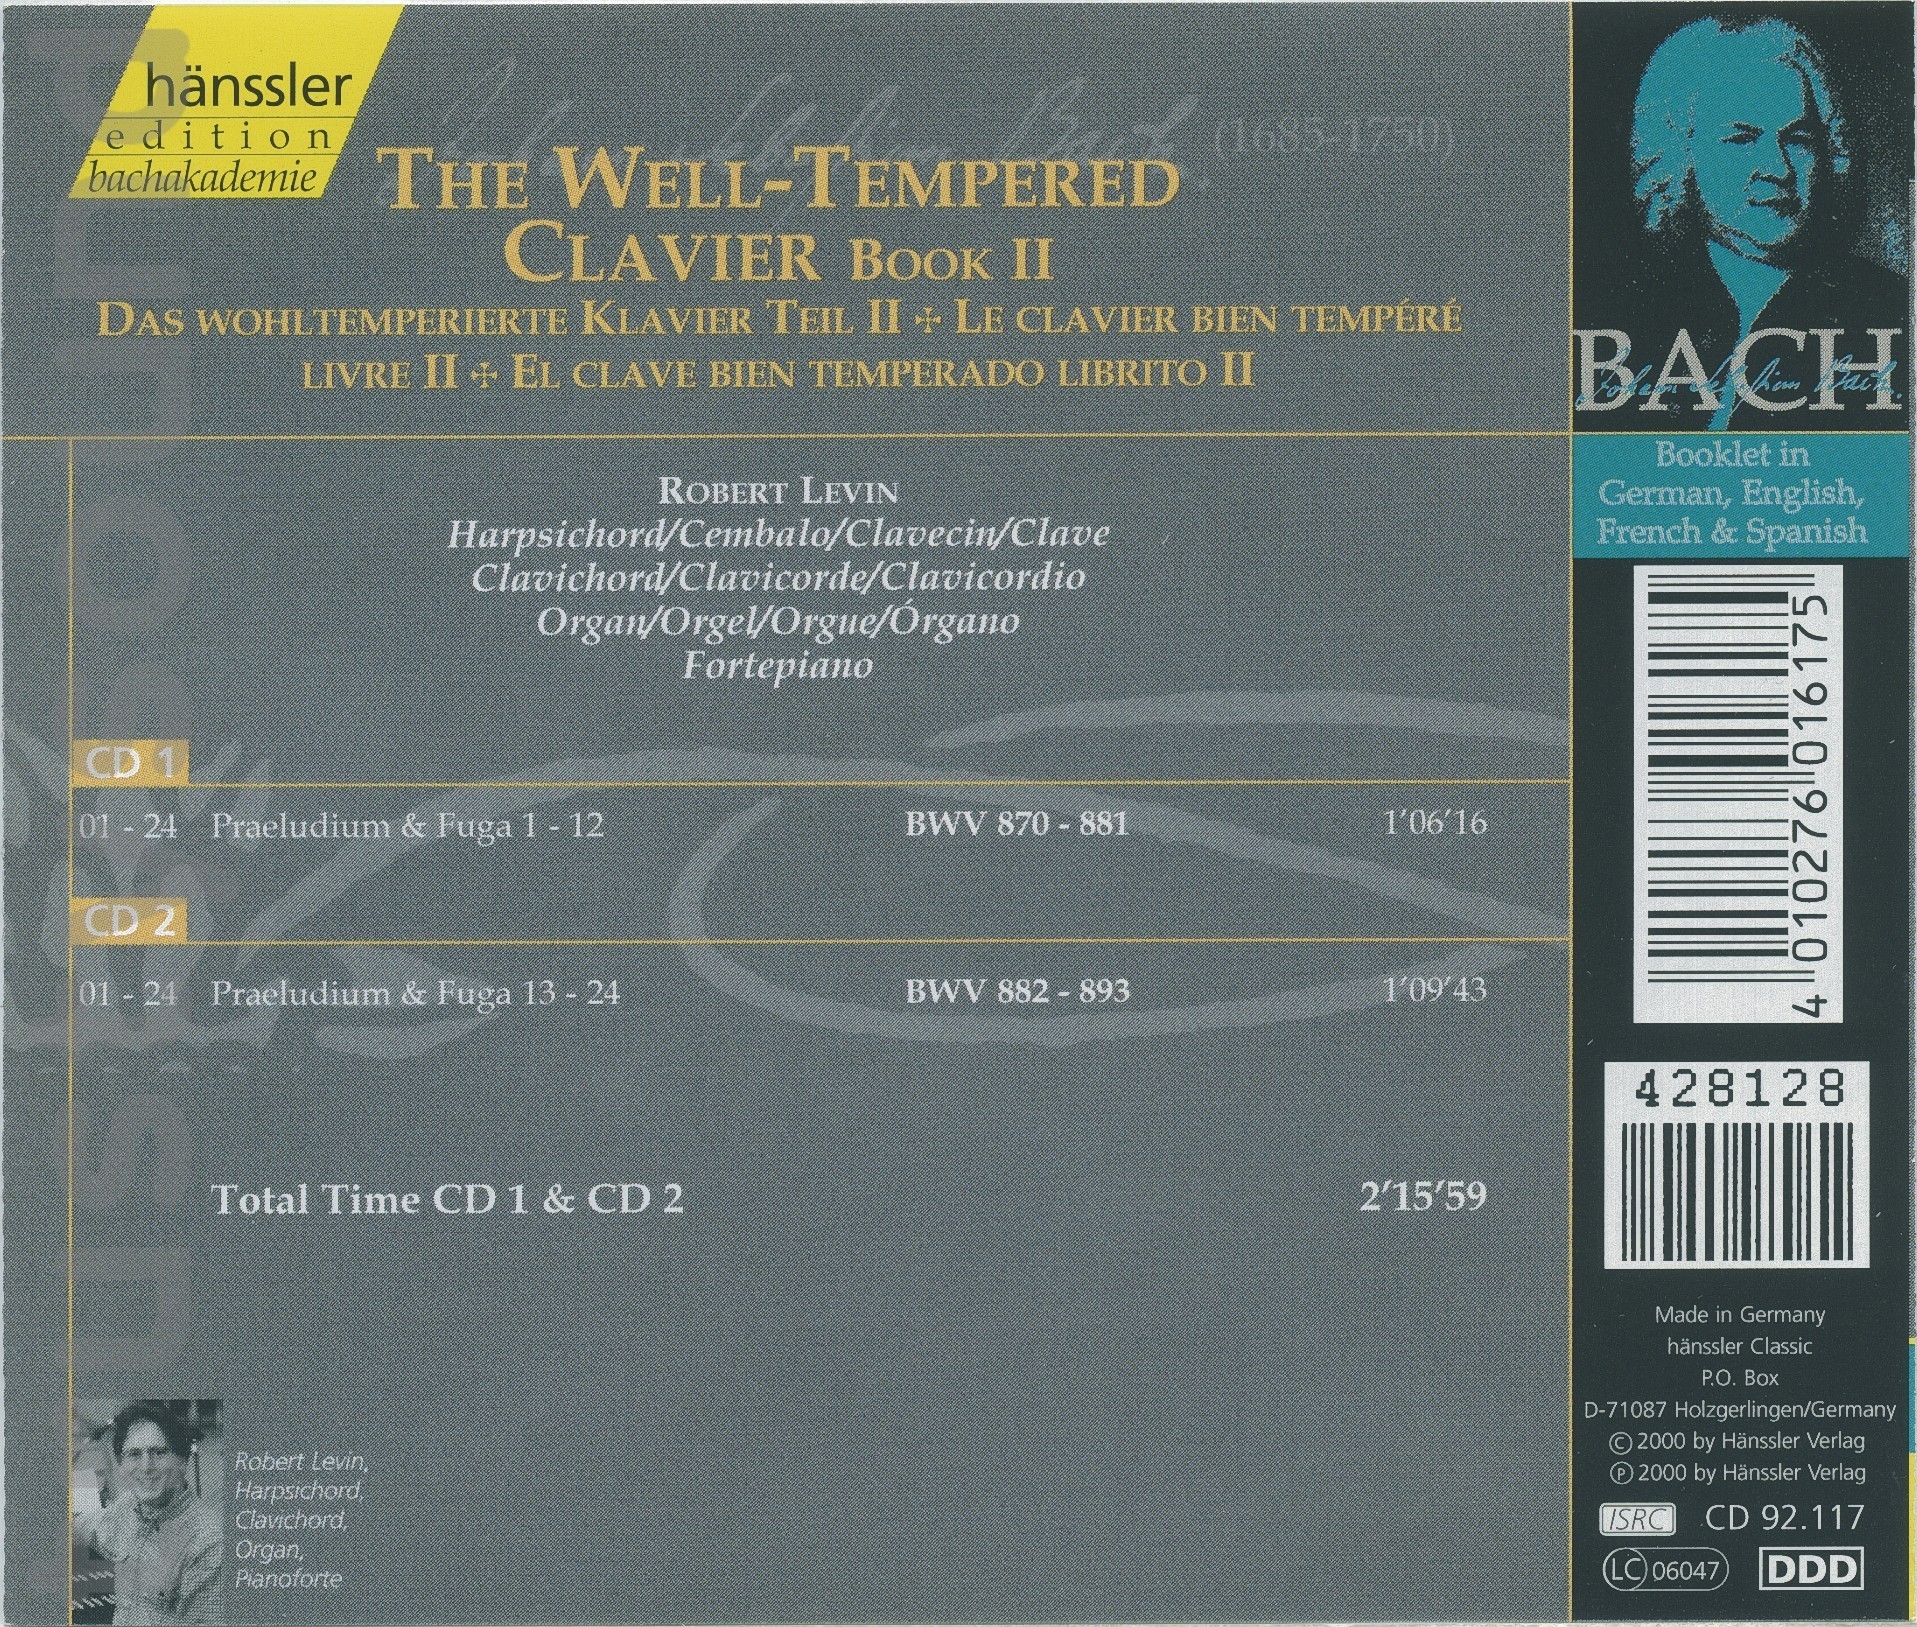 hänssler
edition
bachakademie
(1685-1750)
THE WELL-TEMPERED
CLAVIER BOOK II
DAS WOHLTEMPERIERTE KLAVIER TEIL II ✢ LE CLAVIER BIEN TEMPÉRÉ
LIVRE II ✢ EL CLAVE BIEN TEMPERADO LIBRITO II
ROBERT LEVIN
Harpsichord/Cembalo/Clavecin/Clave
Clavichord/Clavicorde/Clavicordio
Organ/Orgel/Orgue/Órgano
Fortepiano
CD 1
01 - 24 Praeludium & Fuga 1 - 12 BWV 870 - 881 1'06'16
CD 2
01 - 24 Praeludium & Fuga 13 - 24 BWV 882 - 893 1'09'43
Total Time CD 1 & CD 2 2'15'59
Robert Levin,
Harpsichord,
Clavichord,
Organ,
Pianoforte
BACH
Johann Sebastian Bach.
Booklet in
German, English,
French & Spanish
4 010276 016175
428128
Made in Germany
hänssler Classic
P.O. Box
D-71087 Holzgerlingen/Germany
© 2000 by Hänssler Verlag
℗ 2000 by Hänssler Verlag
ISRC CD 92.117
LC 06047 DDD